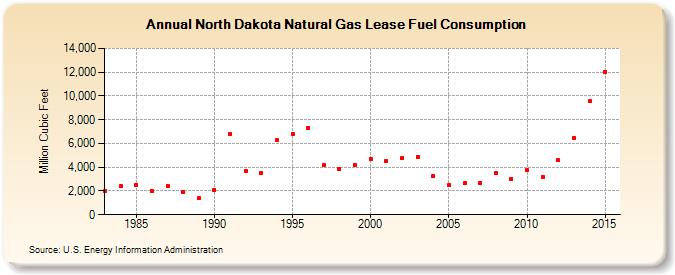 Annual North Dakota Natural Gas Lease Fuel Consumption
Million Cubic Feet
14,000
12,000
10,000
8,000
6,000
4,000
2,000
0
1985 1990 1995 2000 2005 2010 2015
Source: U.S. Energy Information Administration